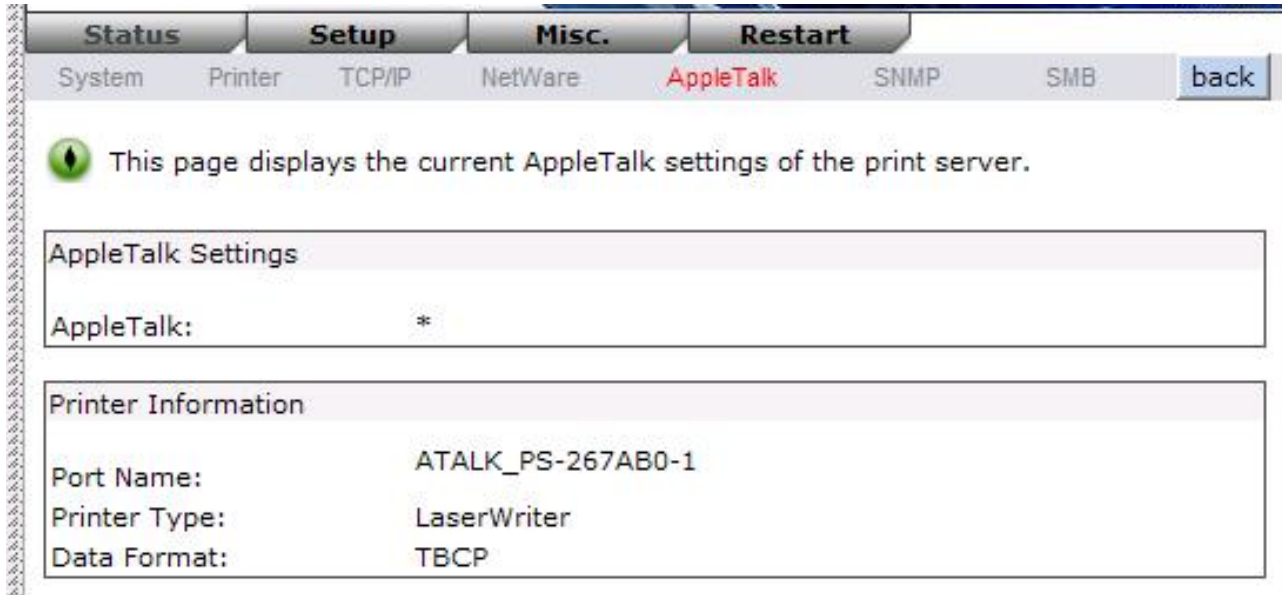 Status Setup Misc. Restart
System Printer TCP/IP NetWare AppleTalk SNMP SMB back
This page displays the current AppleTalk settings of the print server.
AppleTalk Settings
AppleTalk: *
Printer Information
Port Name: ATALK_PS-267AB0-1
Printer Type: LaserWriter
Data Format: TBCP